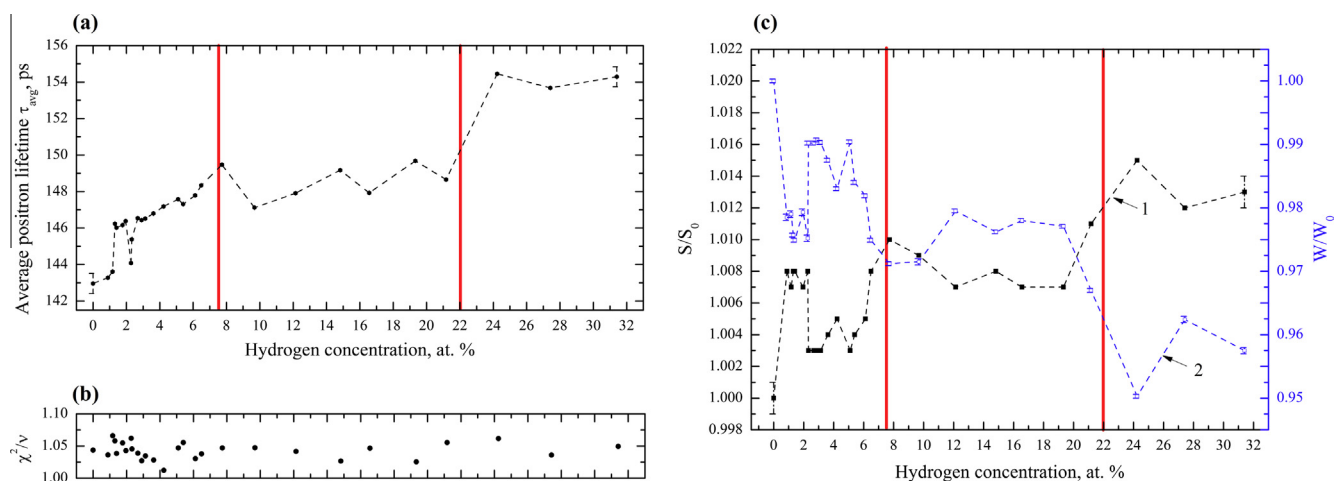 (a)
156
154
152
150
148
146
144
142
Average positron lifetime τavg, ps
0 2 4 6 8 10 12 14 16 18 20 22 24 26 28 30 32
Hydrogen concentration, at. %
(b)
1.10
1.05
1.00
χ²/ν
(c)
1.022
1.020
1.018
1.016
1.014
1.012
1.010
1.008
1.006
1.004
1.002
1.000
0.998
S/S₀
1.00
0.99
0.98
0.97
0.96
0.95
W/W₀
1
2
0 2 4 6 8 10 12 14 16 18 20 22 24 26 28 30 32
Hydrogen concentration, at. %